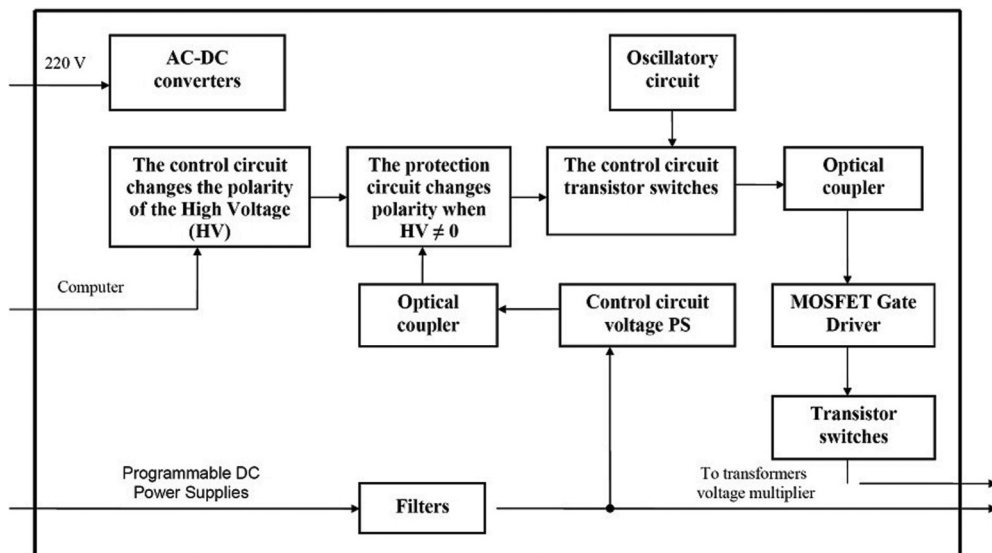 220 V
AC-DC
converters
Oscillatory
circuit
The control circuit
changes the polarity
of the High Voltage
(HV)
The protection
circuit changes
polarity when
HV ≠ 0
The control circuit
transistor switches
Optical
coupler
Computer
Optical
coupler
Control circuit
voltage PS
MOSFET Gate
Driver
Transistor
switches
Programmable DC
Power Supplies
Filters
To transformers
voltage multiplier